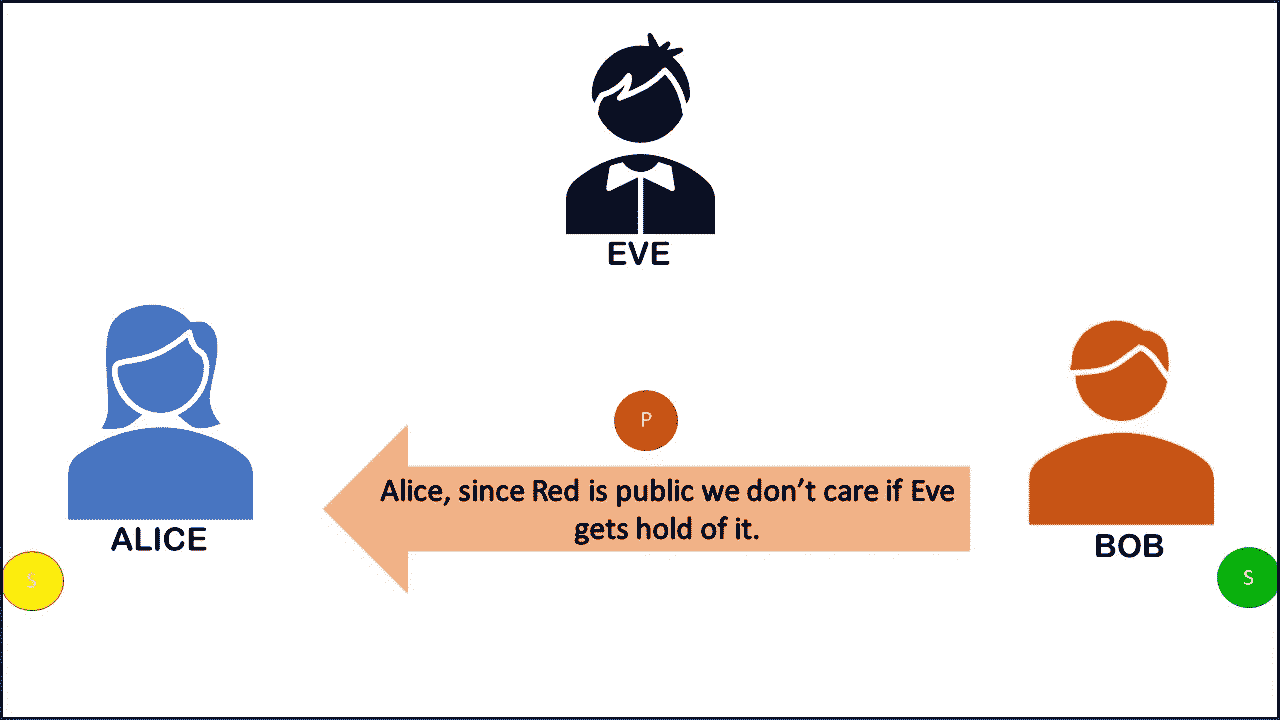 EVE
P
Alice, since Red is public we don't care if Eve
gets hold of it.
ALICE
BOB
S
S